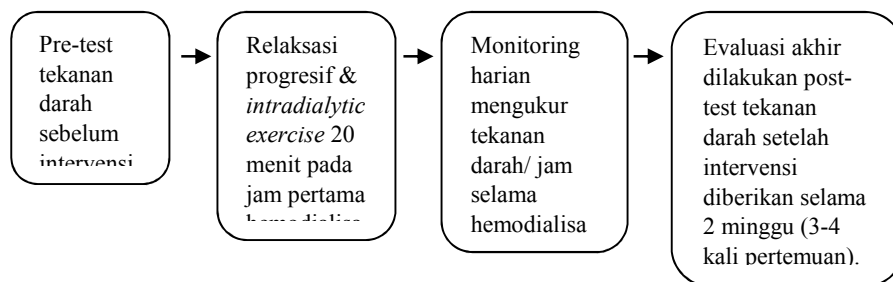 Pre-test
tekanan
darah
sebelum
intervensi
Relaksasi
progresif &
intradialytic
exercise 20
menit pada
jam pertama
hemodialisa
Monitoring
harian
mengukur
tekanan
darah/ jam
selama
hemodialisa
Evaluasi akhir
dilakukan post-
test tekanan
darah setelah
intervensi
diberikan selama
2 minggu (3-4
kali pertemuan).